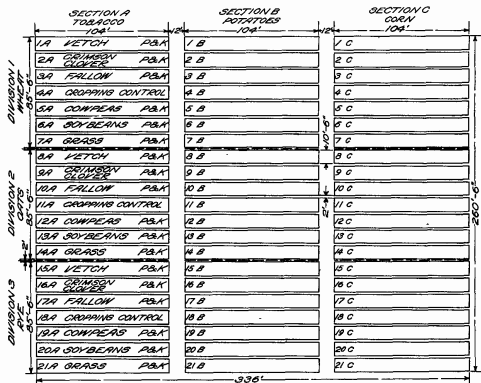 SECTION A
TOBACCO
104'
12'
SECTION B
POTATOES
104'
12'
SECTION C
CORN
104'
DIVISION 1
WHEAT
85'-6"
1A VETCH P&K
1 B
1 C
2A CRIMSON CLOVER
2 B
2 C
3A FALLOW P&K
3 B
3 C
4A CROPPING CONTROL
4 B
4 C
5A COWPEAS P&K
5 B
5 C
6A SOYBEANS P&K
6 B
6 C
7A GRASS P&K
7 B
7 C
10'-6"
DIVISION 2
OATS
85'-6"
8A VETCH P&K
8 B
8 C
9A CRIMSON CLOVER P&K
9 B
9 C
10A FALLOW P&K
10 B
10 C
2'
11A CROPPING CONTROL
11 B
11 C
12A COWPEAS P&K
12 B
12 C
13A SOYBEANS P&K
13 B
13 C
14A GRASS P&K
14 B
14 C
2'
DIVISION 3
RYE
85'-6"
15A VETCH P&K
15 B
15 C
16A CRIMSON CLOVER P&K
16 B
16 C
17A FALLOW P&K
17 B
17 C
18A CROPPING CONTROL
18 B
18 C
19A COWPEAS P&K
19 B
19 C
20A SOYBEANS P&K
20 B
20 C
21A GRASS P&K
21 B
21 C
260'-6"
336'